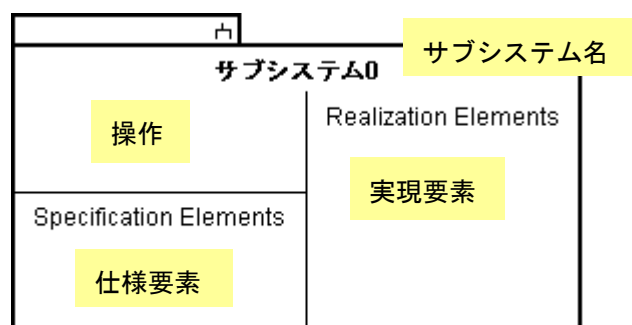 サブシステム0
サブシステム名
操作
Realization Elements
実現要素
Specification Elements
仕様要素